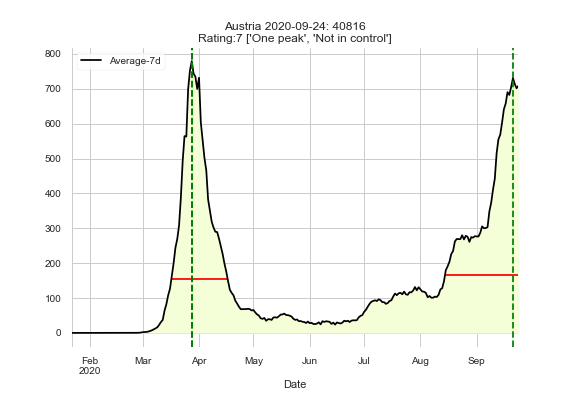 Austria 2020-09-24: 40816
Rating:7 ['One peak', 'Not in control']
Average-7d
800
700
600
500
400
300
200
100
0
Feb
2020
Mar
Apr
May
Jun
Jul
Aug
Sep
Date